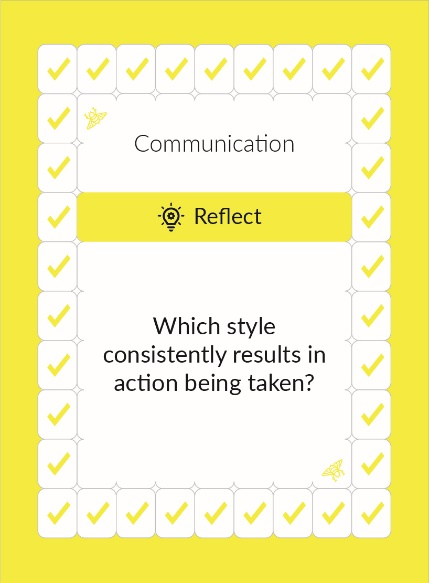 Communication
Reflect
Which style
consistently results in
action being taken?